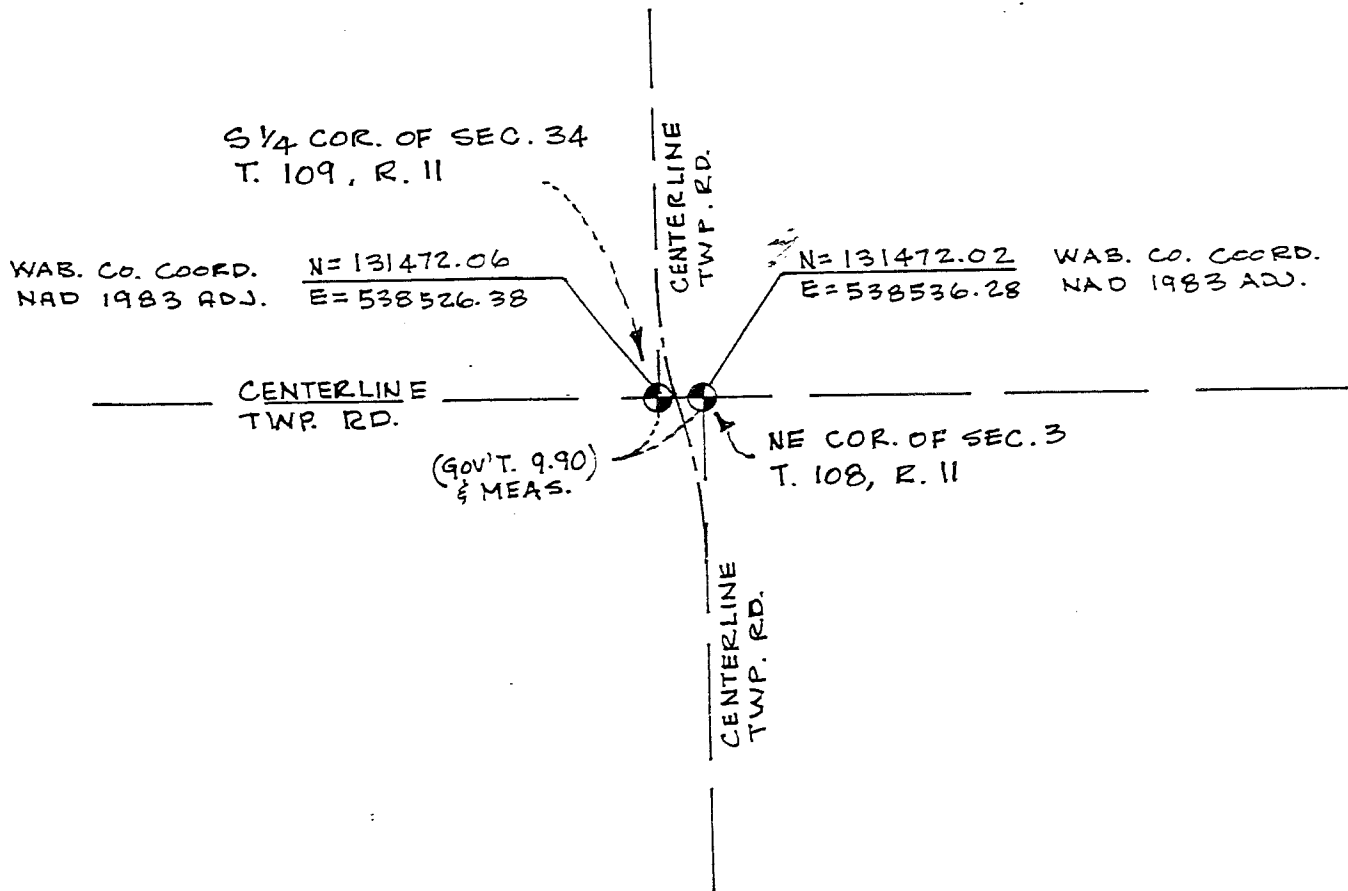 S 1/4 COR. OF SEC. 34
T. 109, R. 11
CENTERLINE
TWP. RD.
WAB. CO. COORD.
NAD 1983 ADJ.
N= 131472.06
E= 538526.38
N= 131472.02
E= 538536.28
WAB. CO. COORD.
NAD 1983 ADJ.
CENTERLINE
TWP. RD.
(GOV'T. 9.90)
& MEAS.
NE COR. OF SEC. 3
T. 108, R. 11
CENTERLINE
TWP. RD.